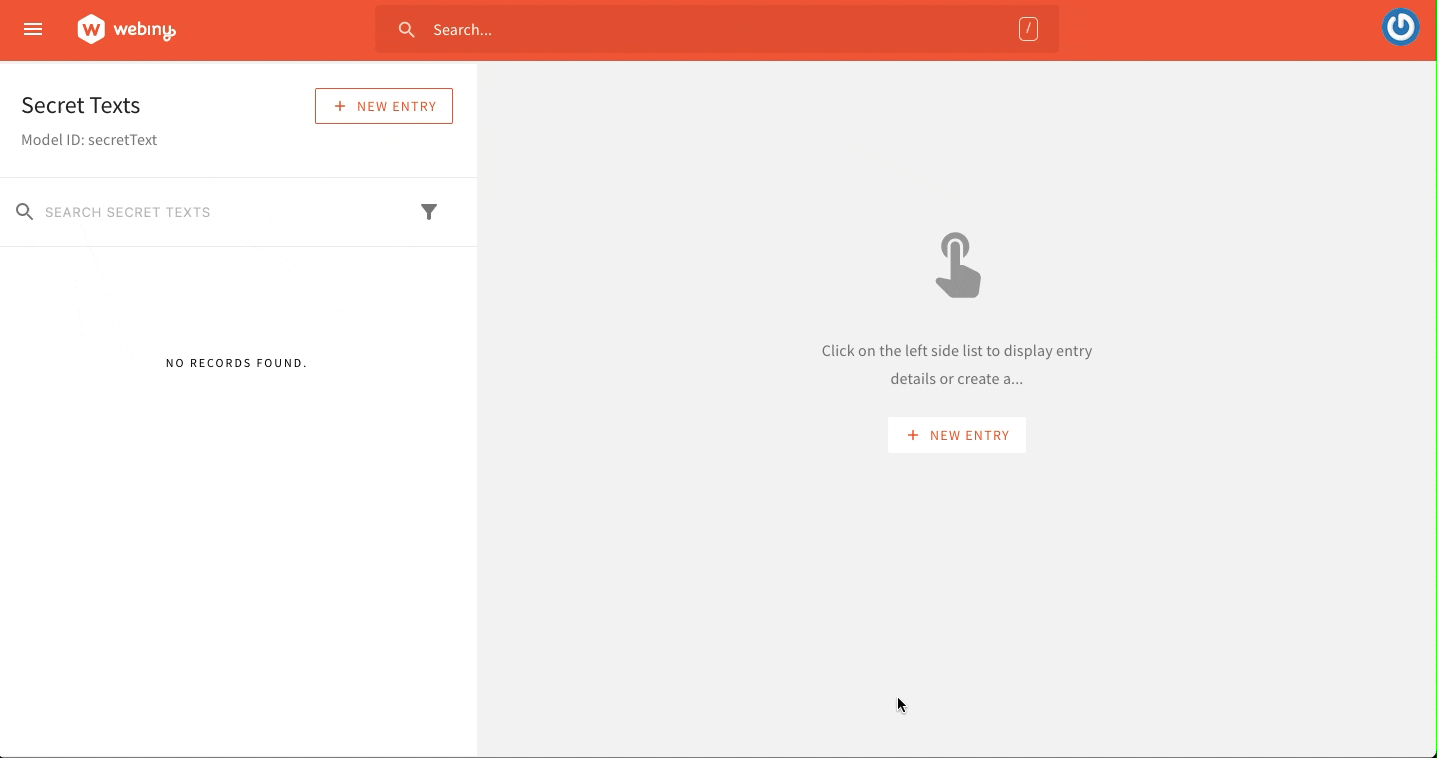 webiny
Search...
/
Secret Texts
+ NEW ENTRY
Model ID: secretText
SEARCH SECRET TEXTS
NO RECORDS FOUND.
Click on the left side list to display entry
details or create a...
+ NEW ENTRY